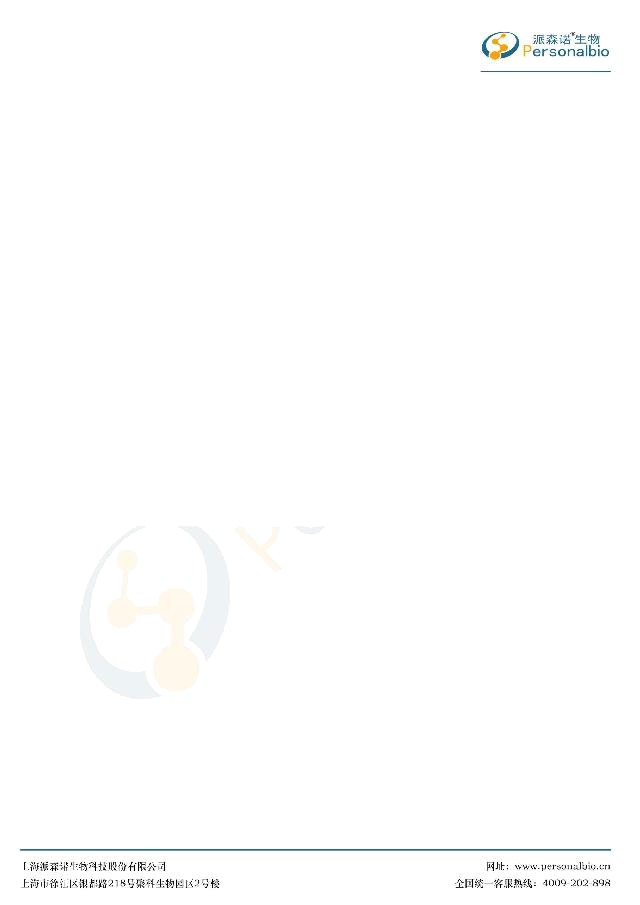 派森诺®生物
Personalbio
P
上海派森诺生物科技股份有限公司
网址：www.personalbio.cn
上海市徐汇区银都路218号聚科生物园区2号楼
全国统一客服热线：4009-202-898